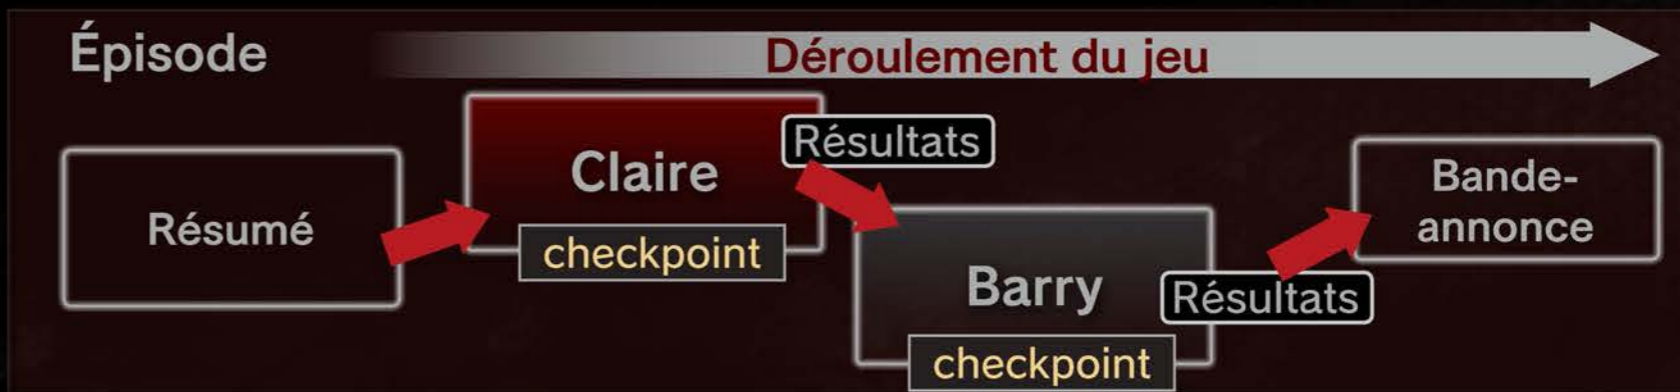 Épisode
Déroulement du jeu
Résumé
Claire
checkpoint
Résultats
Barry
checkpoint
Résultats
Bande-
annonce